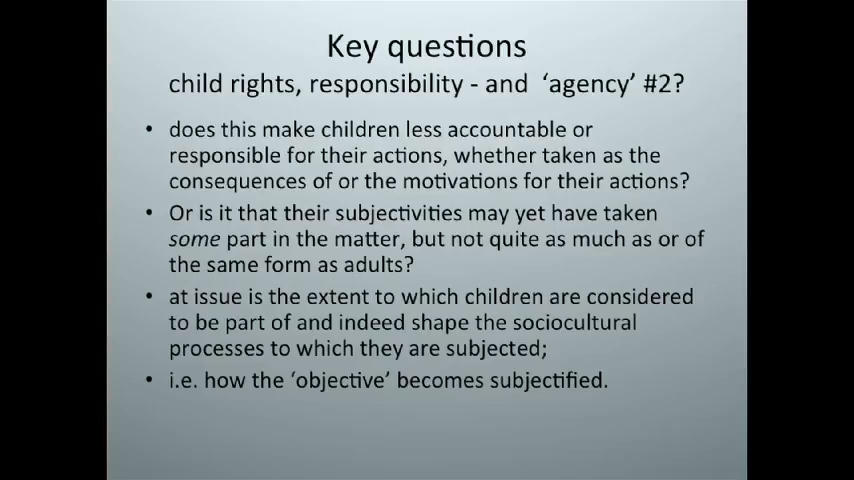 Key questions
child rights, responsibility - and ‘agency’ #2?
• does this make children less accountable or
responsible for their actions, whether taken as the
consequences of or the motivations for their actions?
• Or is it that their subjectivities may yet have taken
some part in the matter, but not quite as much as or of
the same form as adults?
• at issue is the extent to which children are considered
to be part of and indeed shape the sociocultural
processes to which they are subjected;
• i.e. how the ‘objective’ becomes subjectified.